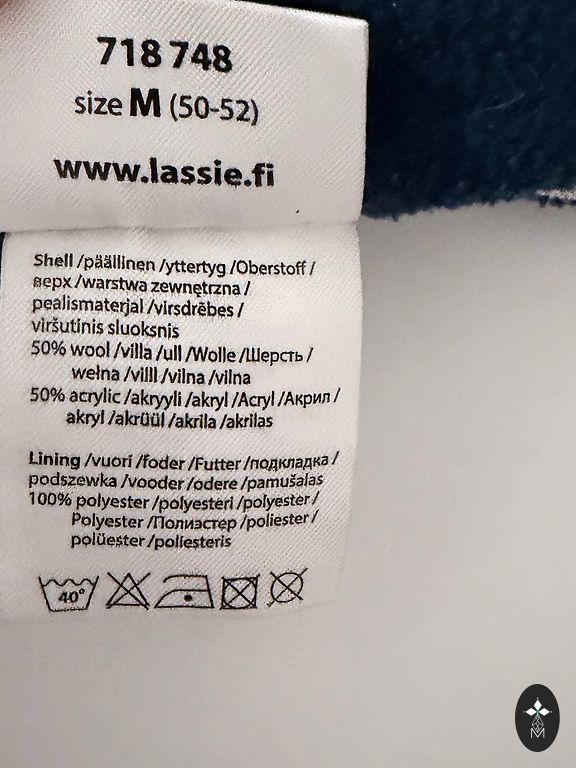 718 748
size M (50-52)
www.lassie.fi
Shell /päällinen /yttertyg /Oberstoff /
верх /warstwa zewnętrzna /
pealismaterjal /virsdrēbes /
viršutinis sluoksnis
50% wool /villa /ull /Wolle /Шерсть /
wełna /villl /vilna /vilna
50% acrylic /akryyli /akryl /Acryl /Акрил /
akryl /akrüül /akrila /akrilas
Lining /vuori /foder /Futter /подкладка /
podszewka /vooder /odere /pamušalas
100% polyester /polyesteri /polyester /
Polyester /Полиэстер /poliester /
polüester /poliesteris
40°
M